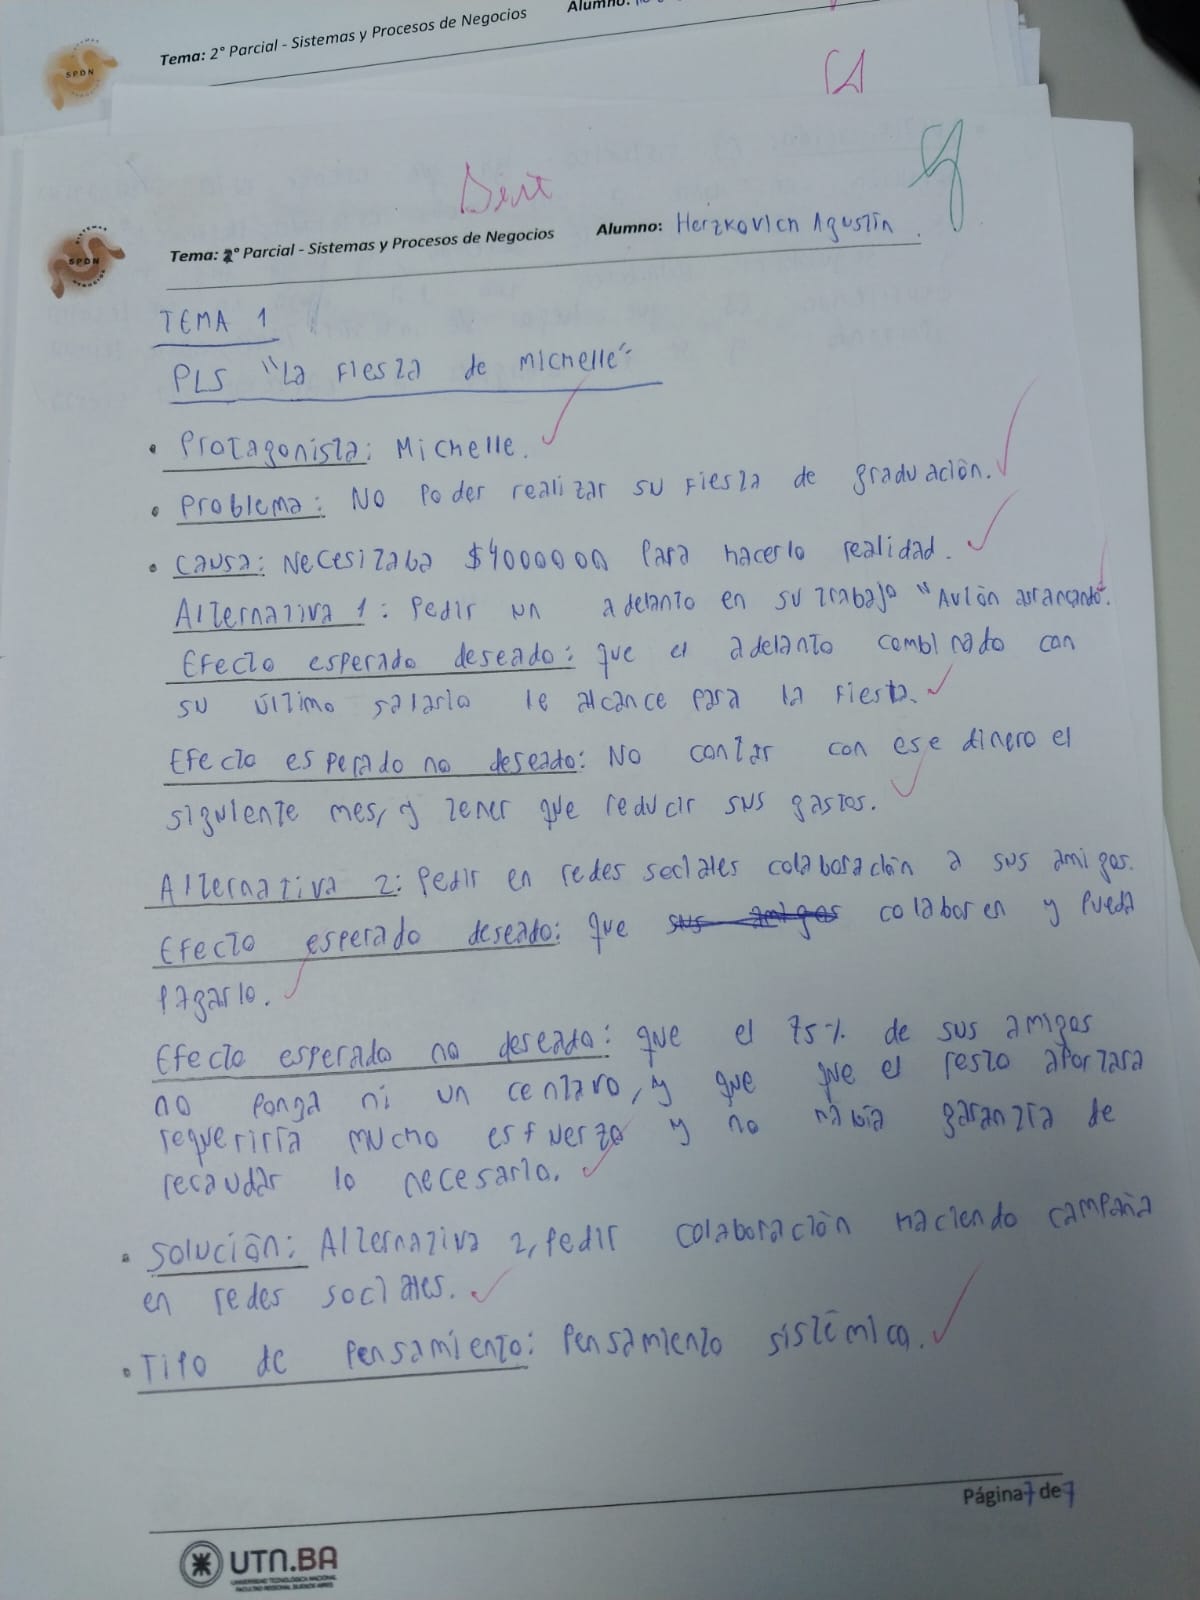 Tema: 2° Parcial - Sistemas y Procesos de Negocios
SPDN
Tema: 2° Parcial - Sistemas y Procesos de Negocios Alumno: Herzkovich Agustín
SISTEMAS
SPDN
NEGOCIOS
TEMA 1
PLS "La fiesta de Michelle"
• Protagonista: Michelle.
• Problema: No poder realizar su fiesta de graduación.
• Causa: Necesitaba $4000000 para hacerlo realidad.
Alternativa 1: Pedir un adelanto en su trabajo "Avión arrancando".
Efecto esperado deseado: que el adelanto combinado con
su último salario le alcance para la fiesta.
Efecto esperado no deseado: No contar con ese dinero el
siguiente mes, y tener que reducir sus gastos.
Alternativa 2: Pedir en redes sociales colaboración a sus amigos.
Efecto esperado deseado: que sus amigos colaboren y pueda
pagarlo.
Efecto esperado no deseado: que el 75% de sus amigos
no ponga ni un centavo, y que que el resto aportara
requeriría mucho esfuerzo y no había garantía de
recaudar lo necesario.
• Solución: Alternativa 2, pedir colaboración haciendo campaña
en redes sociales.
• Tipo de pensamiento: Pensamiento sistémico.
Página 7 de 7
UTN.BA
UNIVERSIDAD TECNOLÓGICA NACIONAL
FACULTAD REGIONAL BUENOS AIRES